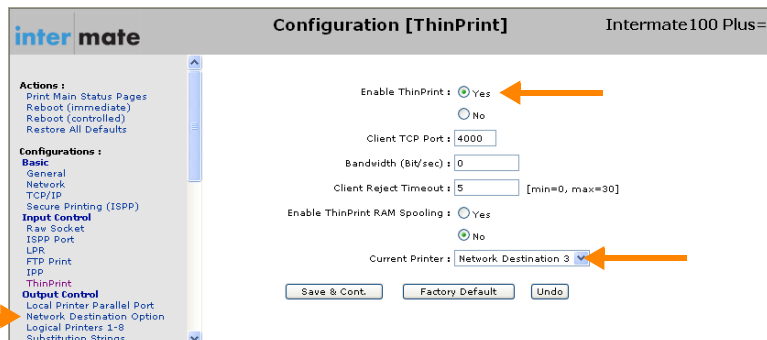 inter mate
Configuration [ThinPrint]
Intermate100 Plus=
Actions :
Print Main Status Pages
Reboot (immediate)
Reboot (controlled)
Restore All Defaults
Configurations :
Basic
General
Network
TCP/IP
Secure Printing (ISPP)
Input Control
Raw Socket
ISPP Port
LPR
FTP Print
IPP
ThinPrint
Output Control
Local Printer Parallel Port
Network Destination Option
Logical Printers 1-8
Substitution Strings
Enable ThinPrint : Yes
No
Client TCP Port : 4000
Bandwidth (Bit/sec) : 0
Client Reject Timeout : 5 [min=0, max=30]
Enable ThinPrint RAM Spooling : Yes
No
Current Printer : Network Destination 3
Save & Cont. Factory Default Undo